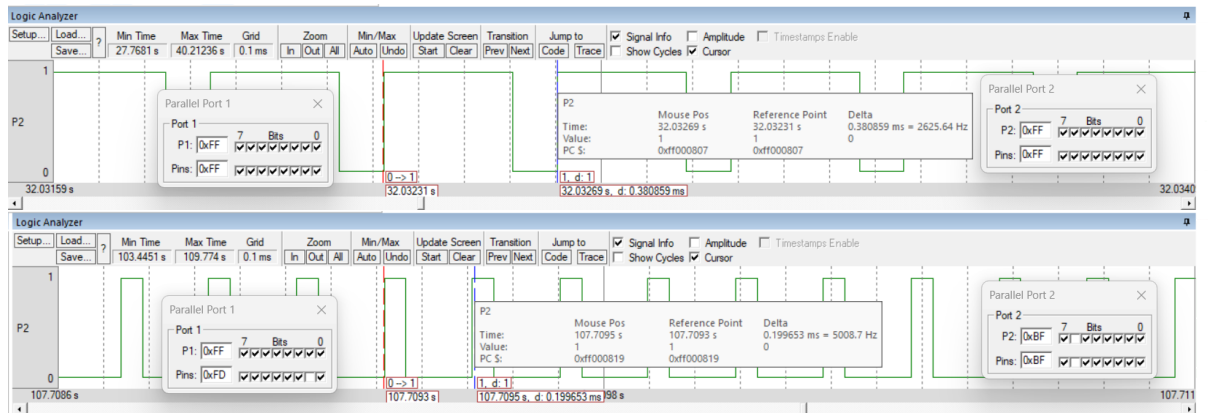 Logic Analyzer
Setup... Load... Min Time Max Time Grid Zoom Min/Max Update Screen Transition Jump to Signal Info Amplitude Timestamps Enable
Save... ? 27.7681 s 40.21236 s 0.1 ms In Out All Auto Undo Start Clear Prev Next Code Trace Show Cycles Cursor
1
P2
0
Parallel Port 1
Port 1
7 Bits 0
P1: 0xFF
Pins: 0xFF
P2
Mouse Pos Reference Point Delta
Time: 32.03269 s 32.03231 s 0.380859 ms = 2625.64 Hz
Value: 1 1 0
PC $: 0xff000807 0xff000807
Parallel Port 2
Port 2
7 Bits 0
P2: 0xFF
Pins: 0xFF
0 --> 1 1, d: 1
32.03159 s 32.03231 s 32.03269 s, d: 0.380859 ms 32.0340
Logic Analyzer
Setup... Load... Min Time Max Time Grid Zoom Min/Max Update Screen Transition Jump to Signal Info Amplitude Timestamps Enable
Save... ? 103.4451 s 109.774 s 0.1 ms In Out All Auto Undo Start Clear Prev Next Code Trace Show Cycles Cursor
1
P2
0
Parallel Port 1
Port 1
7 Bits 0
P1: 0xFF
Pins: 0xFD
P2
Mouse Pos Reference Point Delta
Time: 107.7095 s 107.7093 s 0.199653 ms = 5008.7 Hz
Value: 1 1 0
PC $: 0xff000819 0xff000819
Parallel Port 2
Port 2
7 Bits 0
P2: 0xBF
Pins: 0xBF
0 --> 1 1, d: 1
107.7086 s 107.7093 s 107.7095 s, d: 0.199653 ms 98 s 107.711